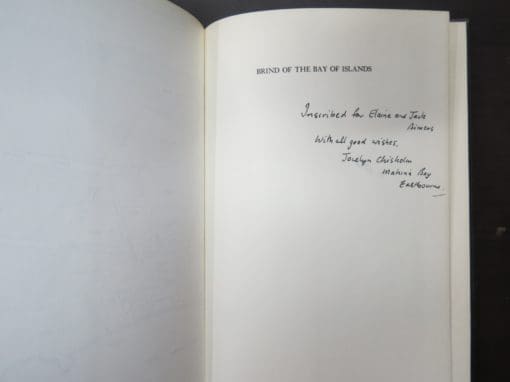 BRIND OF THE BAY OF ISLANDS
Inscribed for Elaine and Jack
Aimers
With all good wishes,
Jocelyn Chisholm
Mahina Bay
Eastbourne